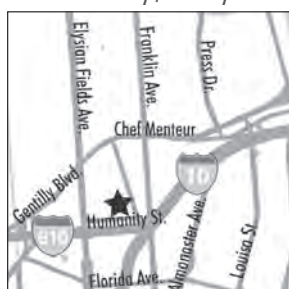 Elysian Fields Ave.
Franklin Ave.
Press Dr.
Chef Menteur
Gentilly Blvd.
10
Humanity St.
610
Almonaster Ave.
Louisa St.
Florida Ave.